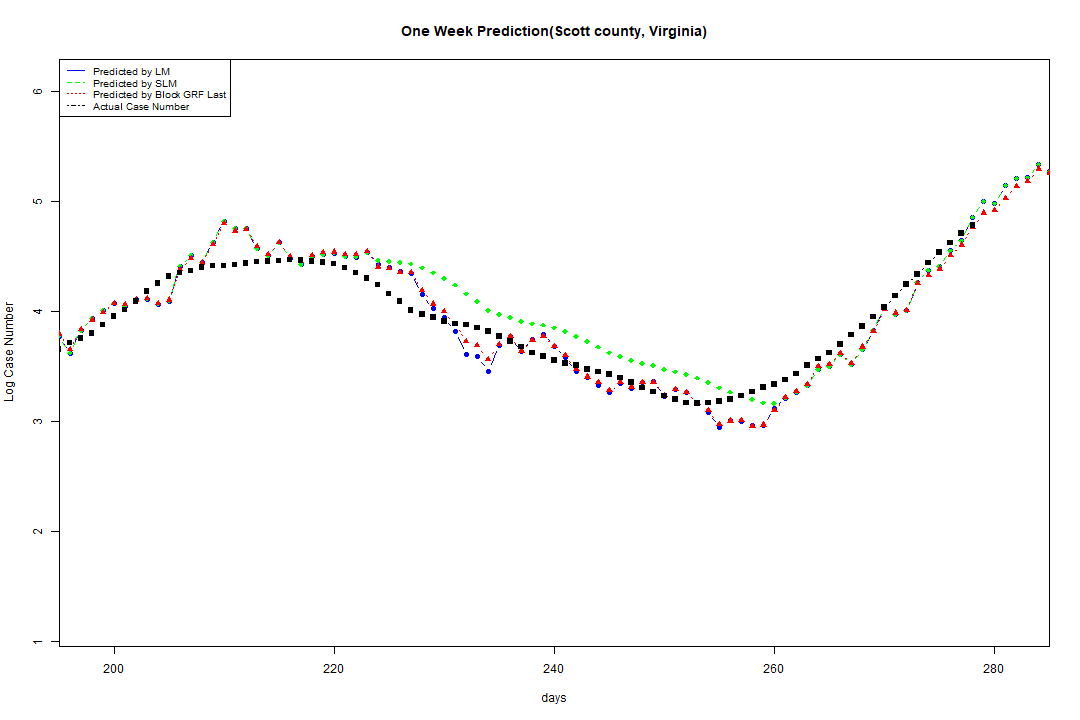 One Week Prediction(Scott county, Virginia)
Predicted by LM
Predicted by SLM
Predicted by Block GRF Last
Actual Case Number
6
5
4
3
2
1
Log Case Number
200 220 240 260 280
days